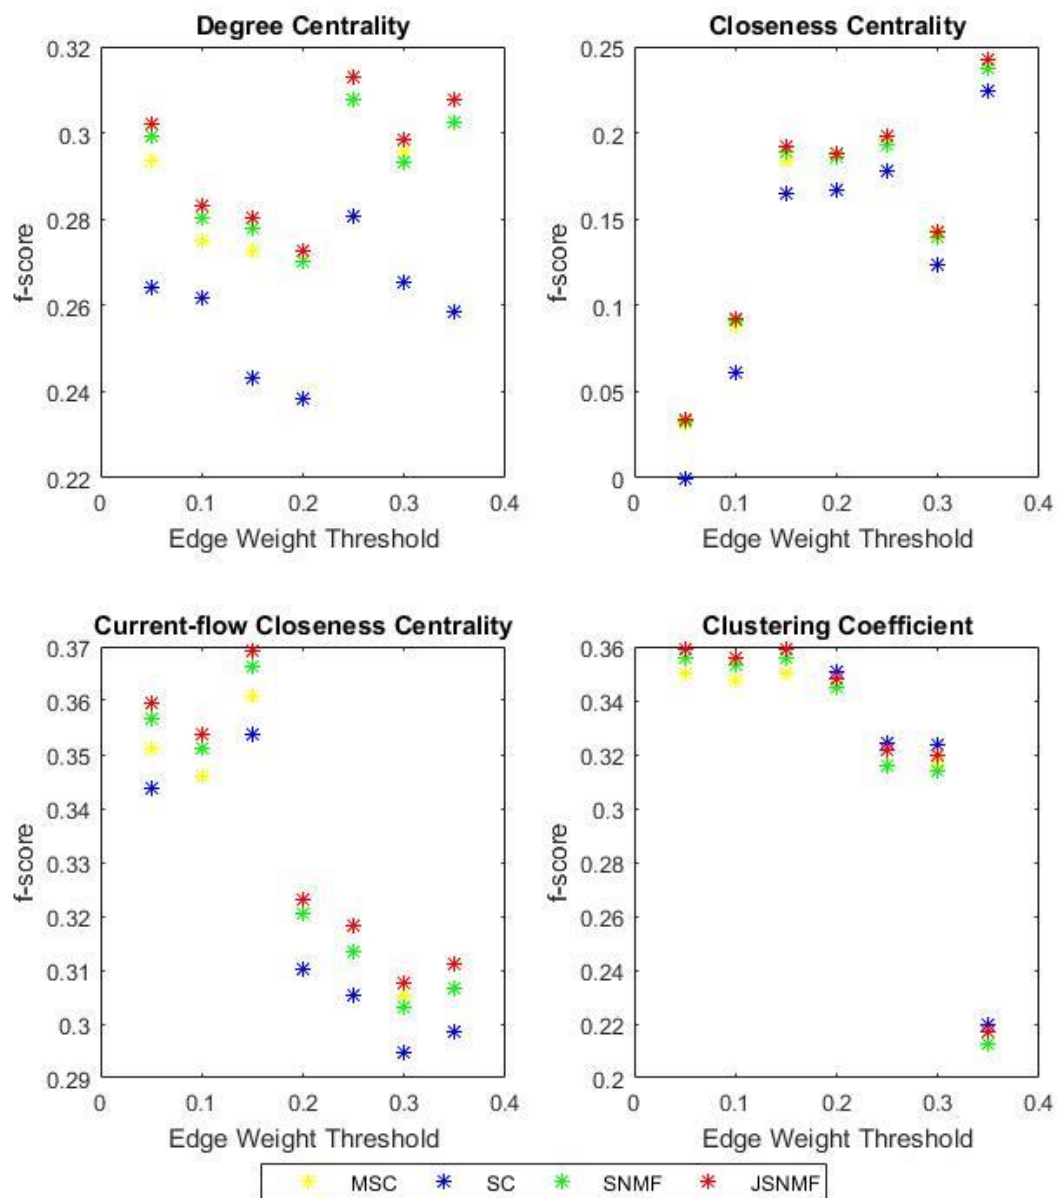 Degree Centrality
0.32
0.3
0.28
0.26
0.24
0.22
f-score
0 0.1 0.2 0.3 0.4
Edge Weight Threshold
Closeness Centrality
0.25
0.2
0.15
0.1
0.05
0
f-score
0 0.1 0.2 0.3 0.4
Edge Weight Threshold
Current-flow Closeness Centrality
0.37
0.36
0.35
0.34
0.33
0.32
0.31
0.3
0.29
f-score
0 0.1 0.2 0.3 0.4
Edge Weight Threshold
Clustering Coefficient
0.36
0.34
0.32
0.3
0.28
0.26
0.24
0.22
0.2
f-score
0 0.1 0.2 0.3 0.4
Edge Weight Threshold
MSC SC SNMF JSNMF